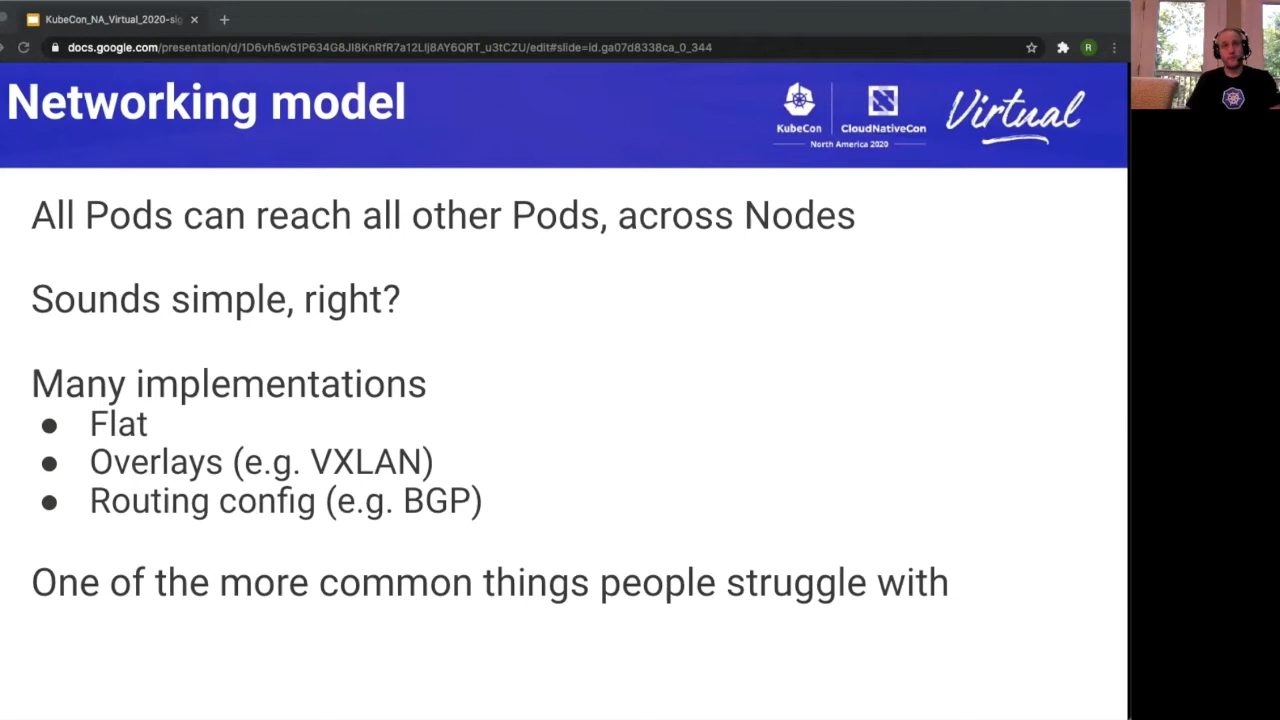 KubeCon_NA_Virtual_2020-sig
docs.google.com/presentation/d/1D6vh5wS1P634G8JI8KnRfR7a12LIj8AY6QRT_u3tCZU/edit#slide=id.ga07d8338ca_0_344
R
Networking model
KubeCon
CloudNativeCon
North America 2020
Virtual
All Pods can reach all other Pods, across Nodes
Sounds simple, right?
Many implementations
● Flat
● Overlays (e.g. VXLAN)
● Routing config (e.g. BGP)
One of the more common things people struggle with